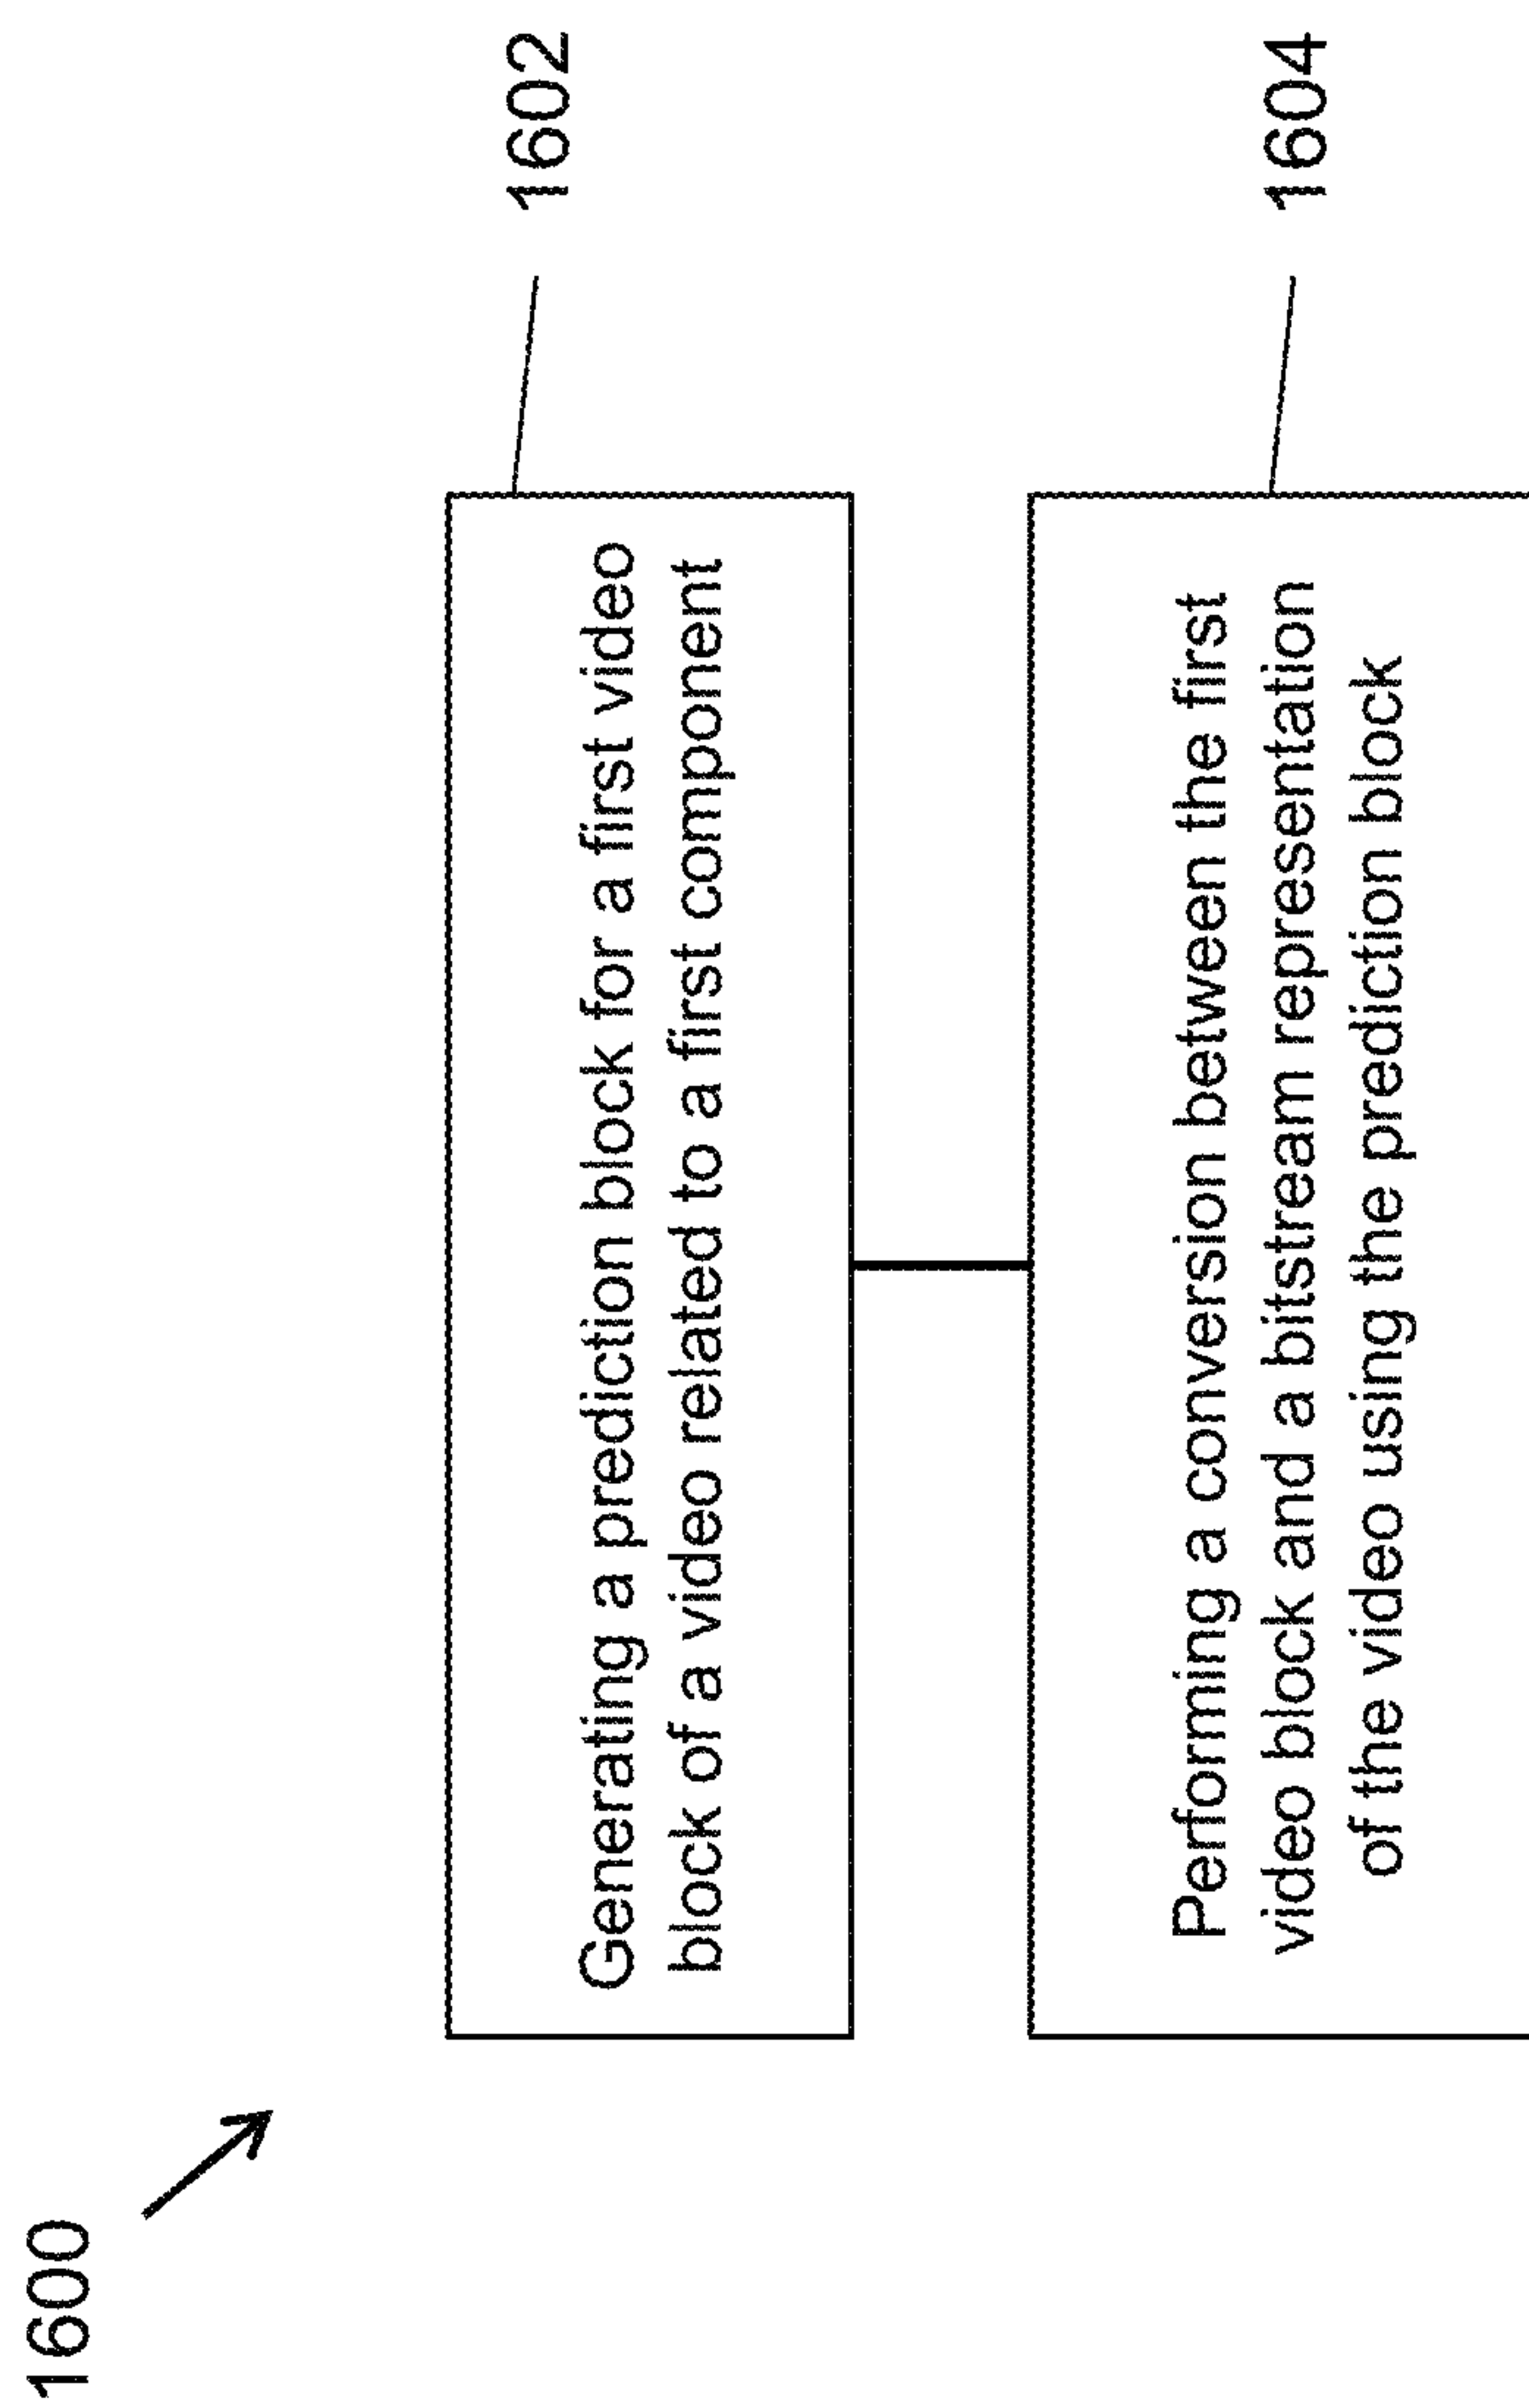 1600
1602
Generating a prediction block for a first video
block of a video related to a first component
1604
Performing a conversion between the first
video block and a bitstream representation
of the video using the prediction block